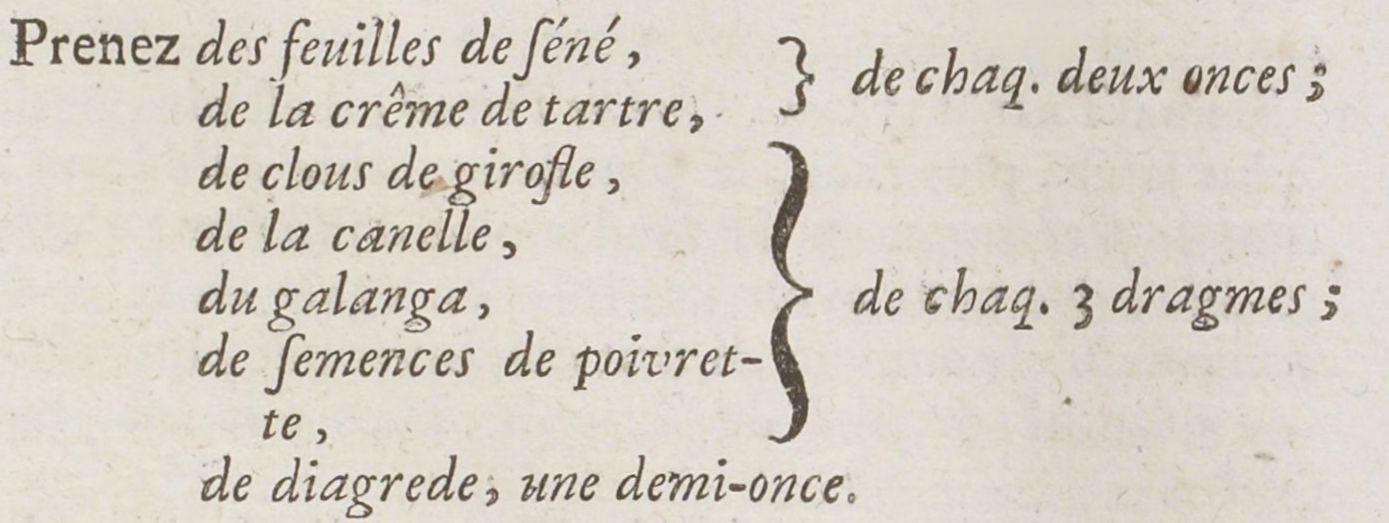 Prenez des feuilles de ſéné,
de la crême de tartre,
} de chaq. deux onces ;
de clous de girofle,
de la canelle,
du galanga,
de ſemences de poivret-
te,
} de chaq. 3 dragmes ;
de diagrede, une demi-once.